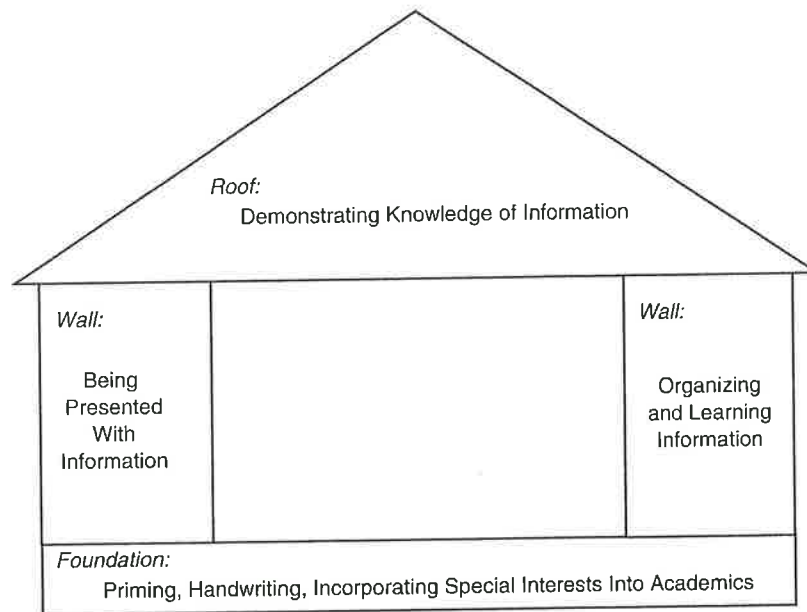 Roof:
Demonstrating Knowledge of Information
Wall:
Being
Presented
With
Information
Wall:
Organizing
and Learning
Information
Foundation:
Priming, Handwriting, Incorporating Special Interests Into Academics